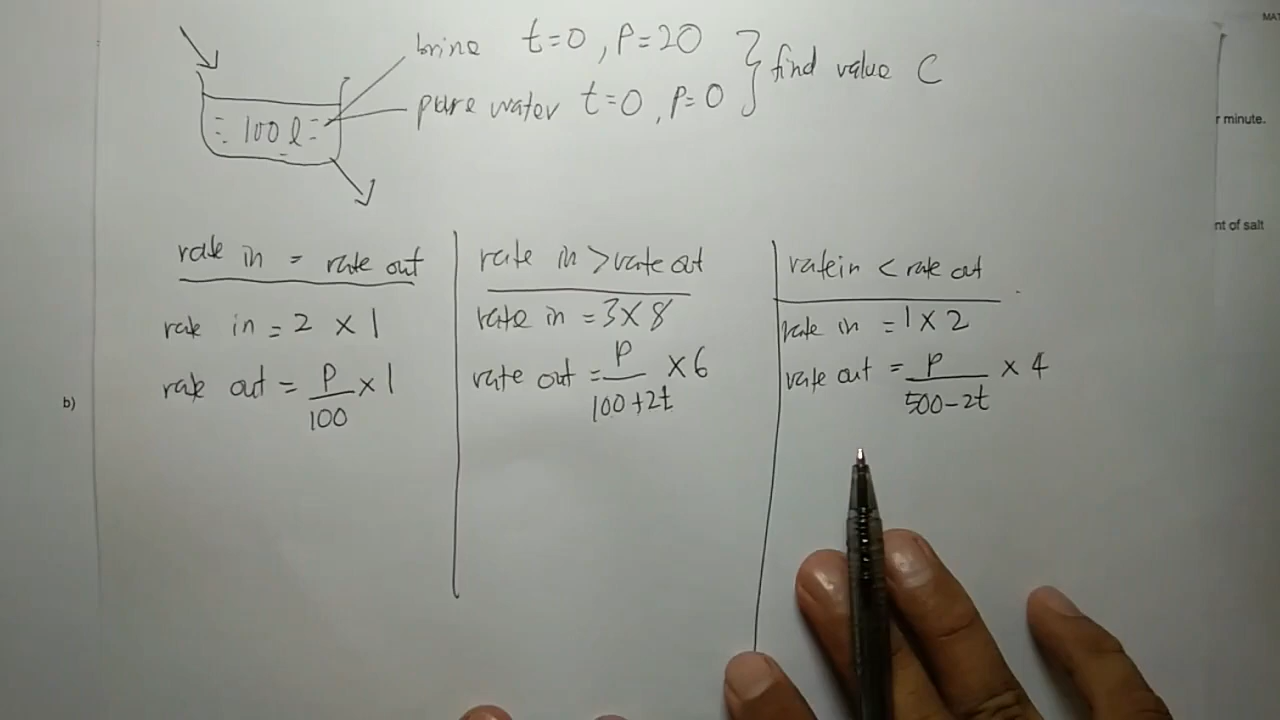 MAT
brine t=0, P=20
pure water t=0, P=0 } find value C
100 l
r minute.
nt of salt
rate in = rate out
rate in = 2 x 1
rate out = P/100 x 1
rate in > rate out
rate in = 3 x 8
rate out = P/100+2t x 6
rate in < rate out
rate in = 1 x 2
rate out = P/500-2t x 4
b)